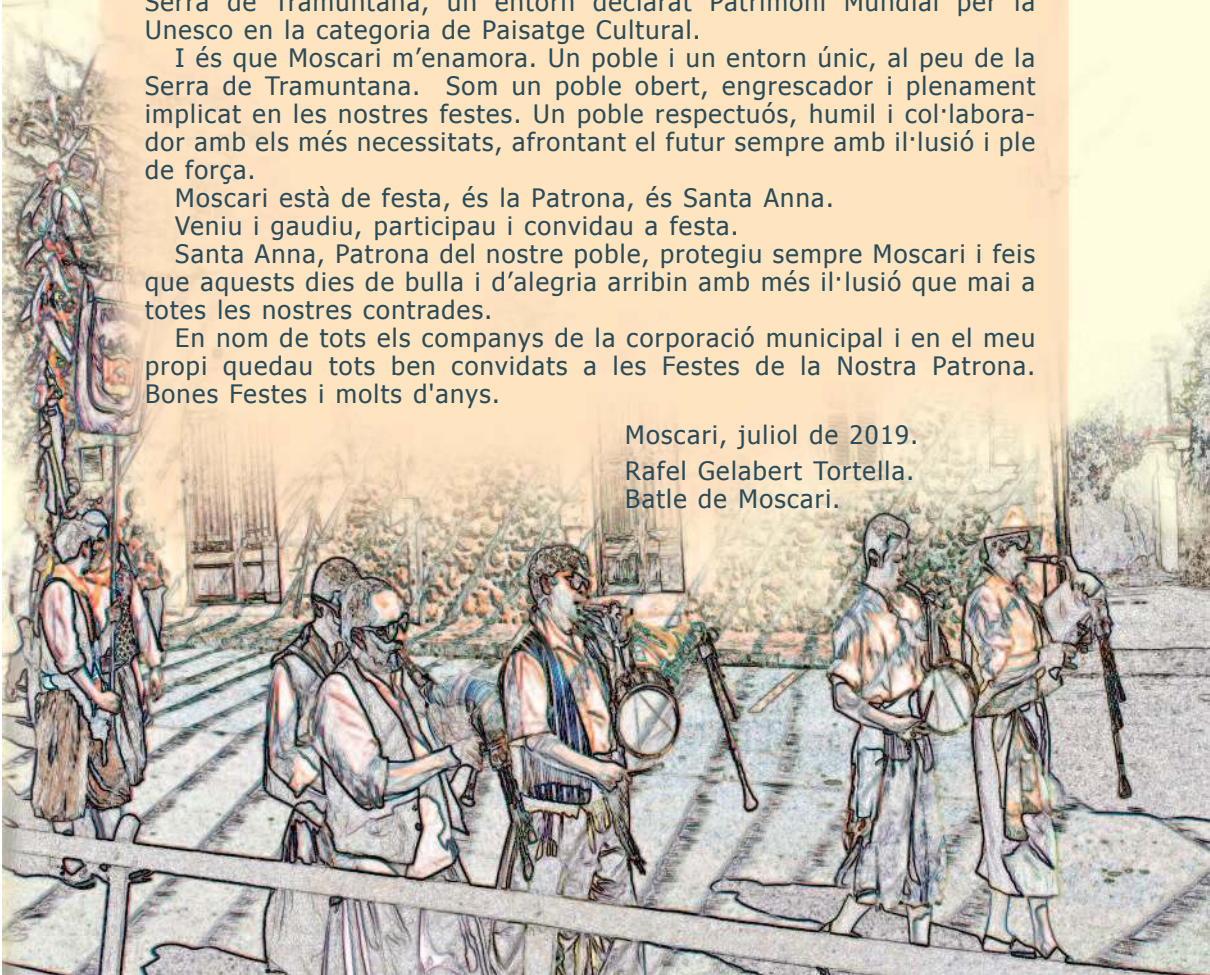 Serra de Tramuntana, un entorn declarat Patrimoni Mundial per la
Unesco en la categoria de Paisatge Cultural.
I és que Moscari m’enamora. Un poble i un entorn únic, al peu de la
Serra de Tramuntana.  Som un poble obert, engrescador i plenament
implicat en les nostres festes. Un poble respectuós, humil i col·labora-
dor amb els més necessitats, afrontant el futur sempre amb il·lusió i ple
de força.
Moscari està de festa, és la Patrona, és Santa Anna.
Veniu i gaudiu, participau i convidau a festa.
Santa Anna, Patrona del nostre poble, protegiu sempre Moscari i feis
que aquests dies de bulla i d’alegria arribin amb més il·lusió que mai a
totes les nostres contrades.
En nom de tots els companys de la corporació municipal i en el meu
propi quedau tots ben convidats a les Festes de la Nostra Patrona.
Bones Festes i molts d'anys.
Moscari, juliol de 2019.
Rafel Gelabert Tortella.
Batle de Moscari.